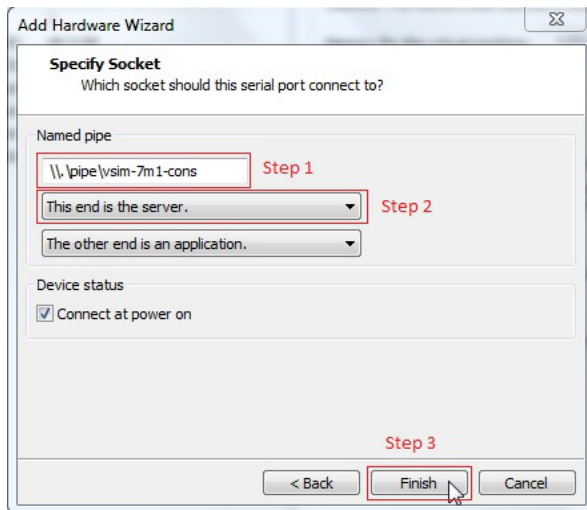 Add Hardware Wizard
Specify Socket
Which socket should this serial port connect to?
Named pipe
\\.\pipe\vsim-7m1-cons
Step 1
This end is the server.
Step 2
The other end is an application.
Device status
Connect at power on
Step 3
< Back
Finish
Cancel